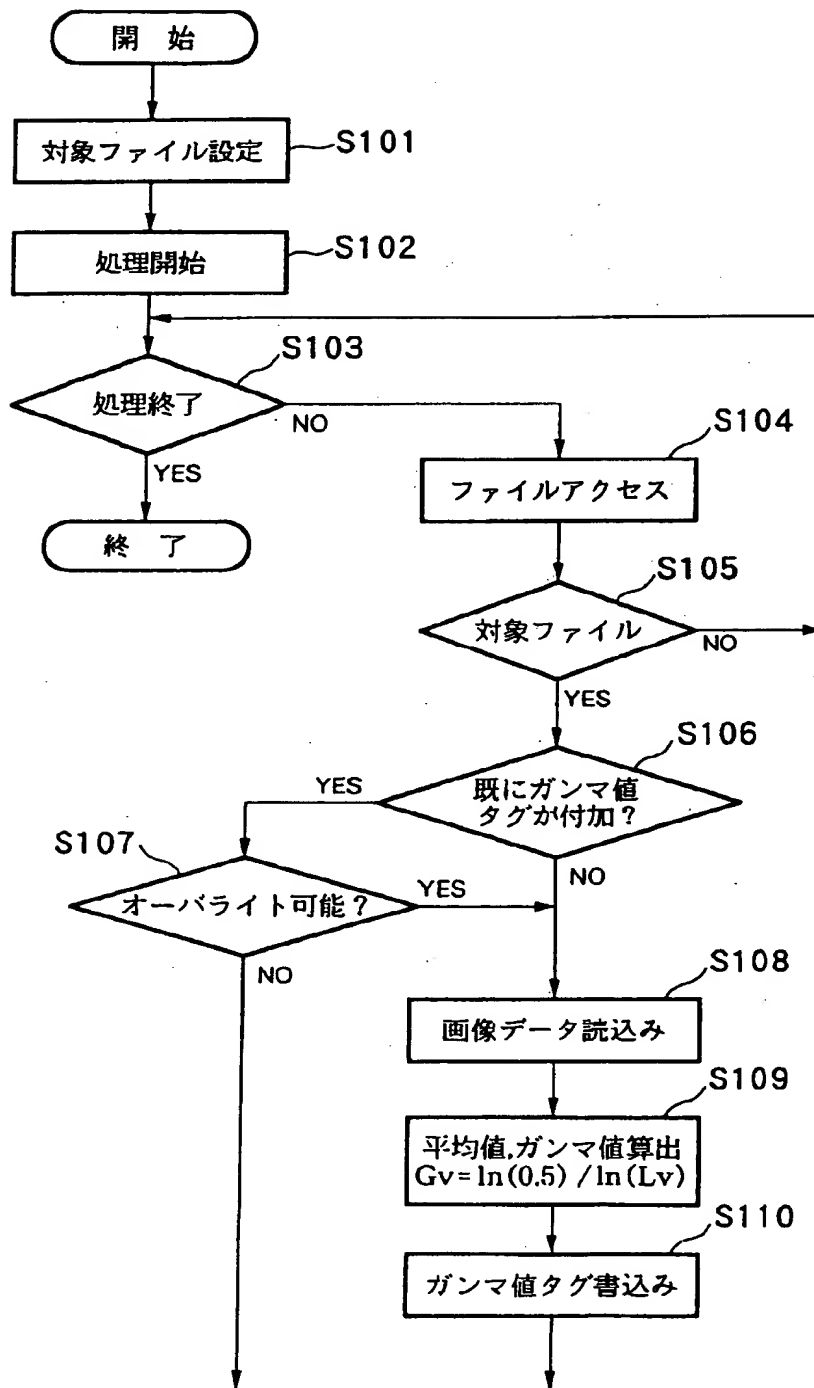 開 始
対象ファイル設定
S101
処理開始
S102
S103
処理終了
NO
YES
終 了
S104
ファイルアクセス
S105
対象ファイル
NO
YES
S106
既にガンマ値
タグが付加?
YES
NO
S107
オーバライト可能?
YES
NO
S108
画像データ読込み
S109
平均値,ガンマ値算出
Gv=ln(0.5)/ln(Lv)
S110
ガンマ値タグ書込み